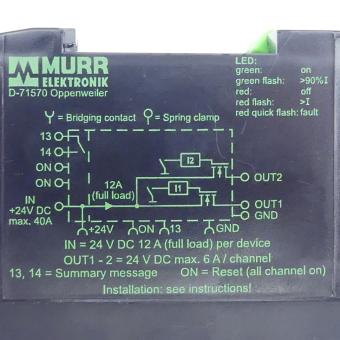 MURR
ELEKTRONIK
D-71570 Oppenweiler
LED:
green: on
green flash: >90%I
red: off
red flash: >I
red quick flash: fault
= Bridging contact = Spring clamp
13
14
ON
ON
IN
+24V DC
max. 40A
12A
(full load)
I2
I1
OUT2
OUT1
GND
+24V ON 13 GND
IN = 24 V DC 12 A (full load) per device
OUT1 - 2 = 24 V DC max. 6 A / channel
13, 14 = Summary message ON = Reset (all channel on)
Installation: see instructions!